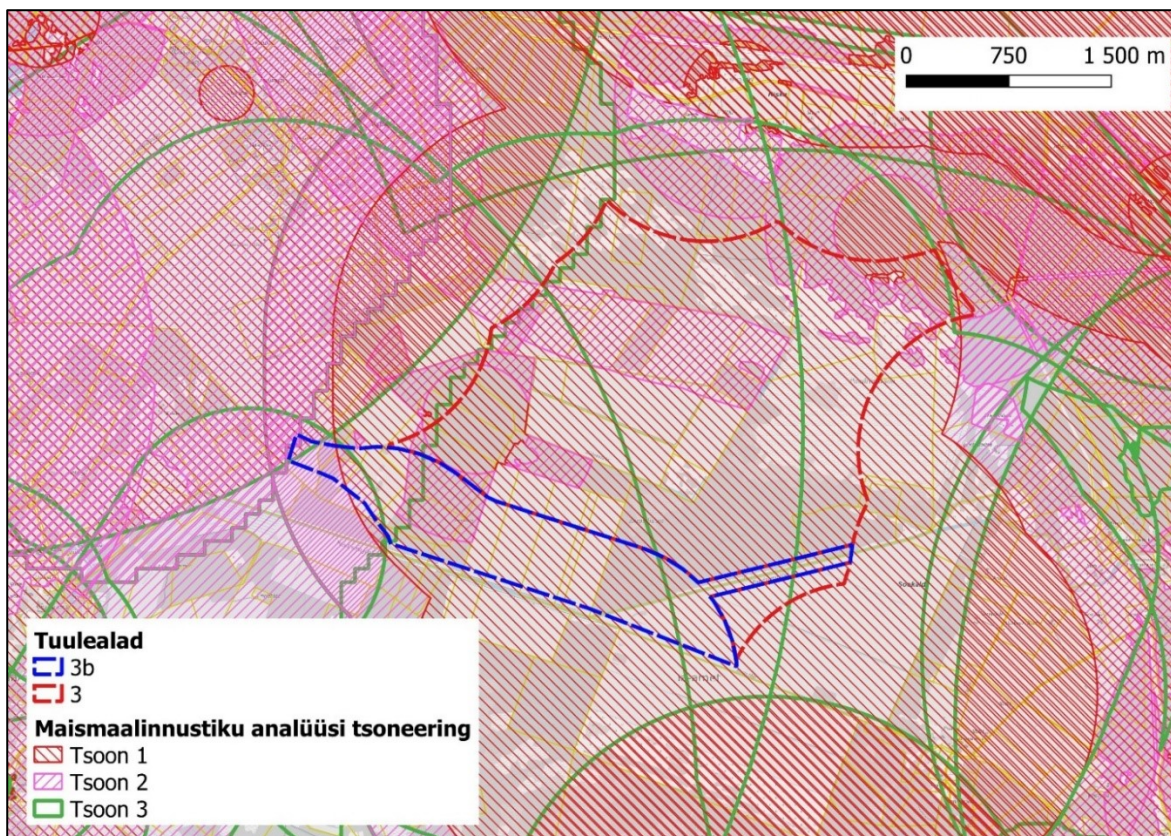 0 750 1 500 m
Tuulealad
3b
3
Maismaalinnustiku analüüsi tsoneering
Tsoon 1
Tsoon 2
Tsoon 3